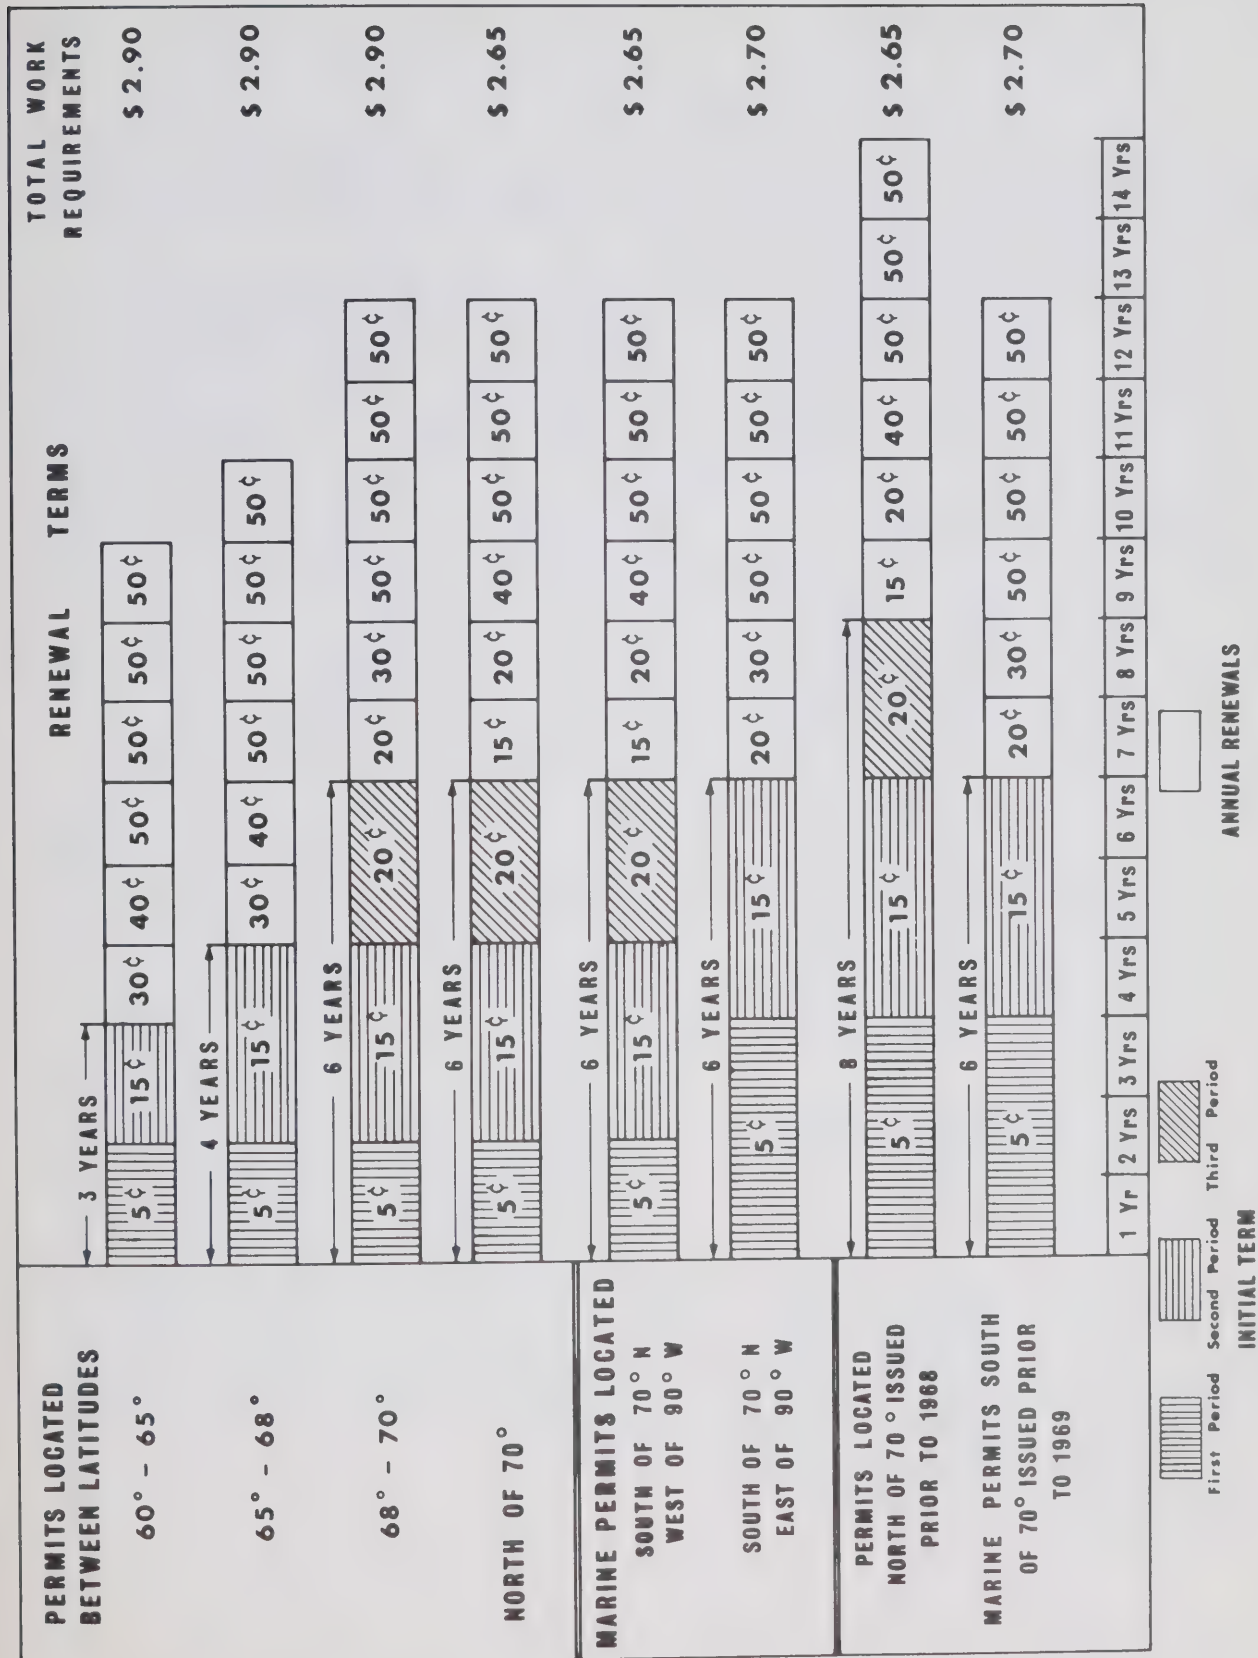 RENEWAL TERMS
TOTAL WORK
REQUIREMENTS
PERMITS LOCATED
BETWEEN LATITUDES
60° - 65°
3 YEARS
5¢ 15¢ 30¢ 40¢ 50¢ 50¢ 50¢ 50¢
$ 2.90
65° - 68°
4 YEARS
5¢ 15¢ 30¢ 40¢ 50¢ 50¢ 50¢ 50¢
$ 2.90
68° - 70°
6 YEARS
5¢ 15¢ 20¢ 20¢ 30¢ 50¢ 50¢ 50¢ 50¢
$ 2.90
NORTH OF 70°
6 YEARS
5¢ 15¢ 20¢ 15¢ 20¢ 40¢ 50¢ 50¢ 50¢
$ 2.65
MARINE PERMITS LOCATED
SOUTH OF 70° N
WEST OF 90° W
6 YEARS
5¢ 15¢ 20¢ 15¢ 20¢ 40¢ 50¢ 50¢ 50¢
$ 2.65
SOUTH OF 70° N
EAST OF 90° W
6 YEARS
5¢ 15¢ 20¢ 30¢ 50¢ 50¢ 50¢ 50¢
$ 2.70
PERMITS LOCATED
NORTH OF 70° ISSUED
PRIOR TO 1968
8 YEARS
5¢ 15¢ 20¢ 15¢ 20¢ 40¢ 50¢ 50¢ 50¢
$ 2.65
MARINE PERMITS SOUTH
OF 70° ISSUED PRIOR
TO 1969
6 YEARS
5¢ 15¢ 20¢ 30¢ 50¢ 50¢ 50¢ 50¢
$ 2.70
1 Yr 2 Yrs 3 Yrs 4 Yrs 5 Yrs 6 Yrs 7 Yrs 8 Yrs 9 Yrs 10 Yrs 11 Yrs 12 Yrs 13 Yrs 14 Yrs
First Period Second Period Third Period
INITIAL TERM
ANNUAL RENEWALS